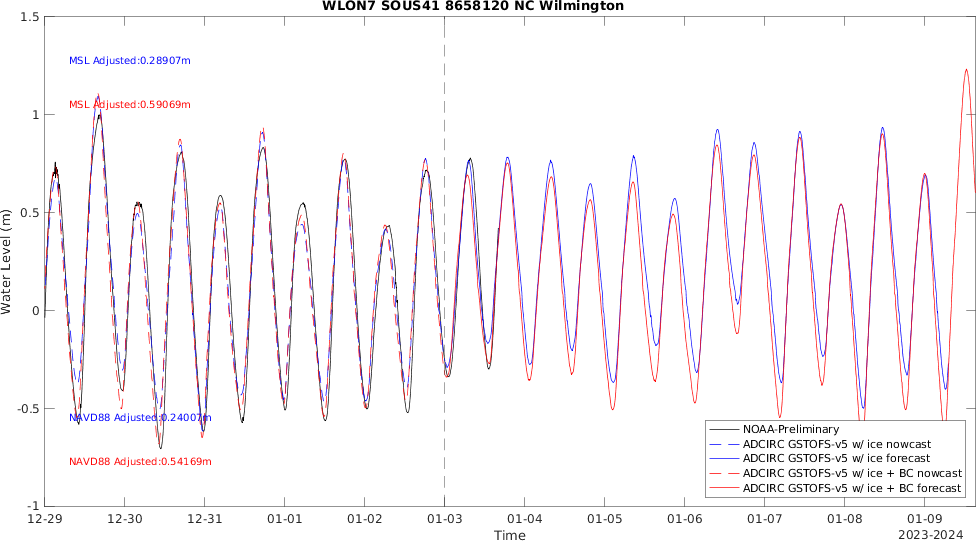 WLON7 SOUS41 8658120 NC Wilmington
1.5
MSL Adjusted:0.28907m
MSL Adjusted:0.59069m
1
0.5
Water Level (m)
0
-0.5
NAVD88 Adjusted:0.24007m
NAVD88 Adjusted:0.54169m
NOAA-Preliminary
ADCIRC GSTOFS-v5 w/ ice nowcast
ADCIRC GSTOFS-v5 w/ ice forecast
ADCIRC GSTOFS-v5 w/ ice + BC nowcast
ADCIRC GSTOFS-v5 w/ ice + BC forecast
-1
12-29 12-30 12-31 01-01 01-02 01-03 01-04 01-05 01-06 01-07 01-08 01-09
Time
2023-2024